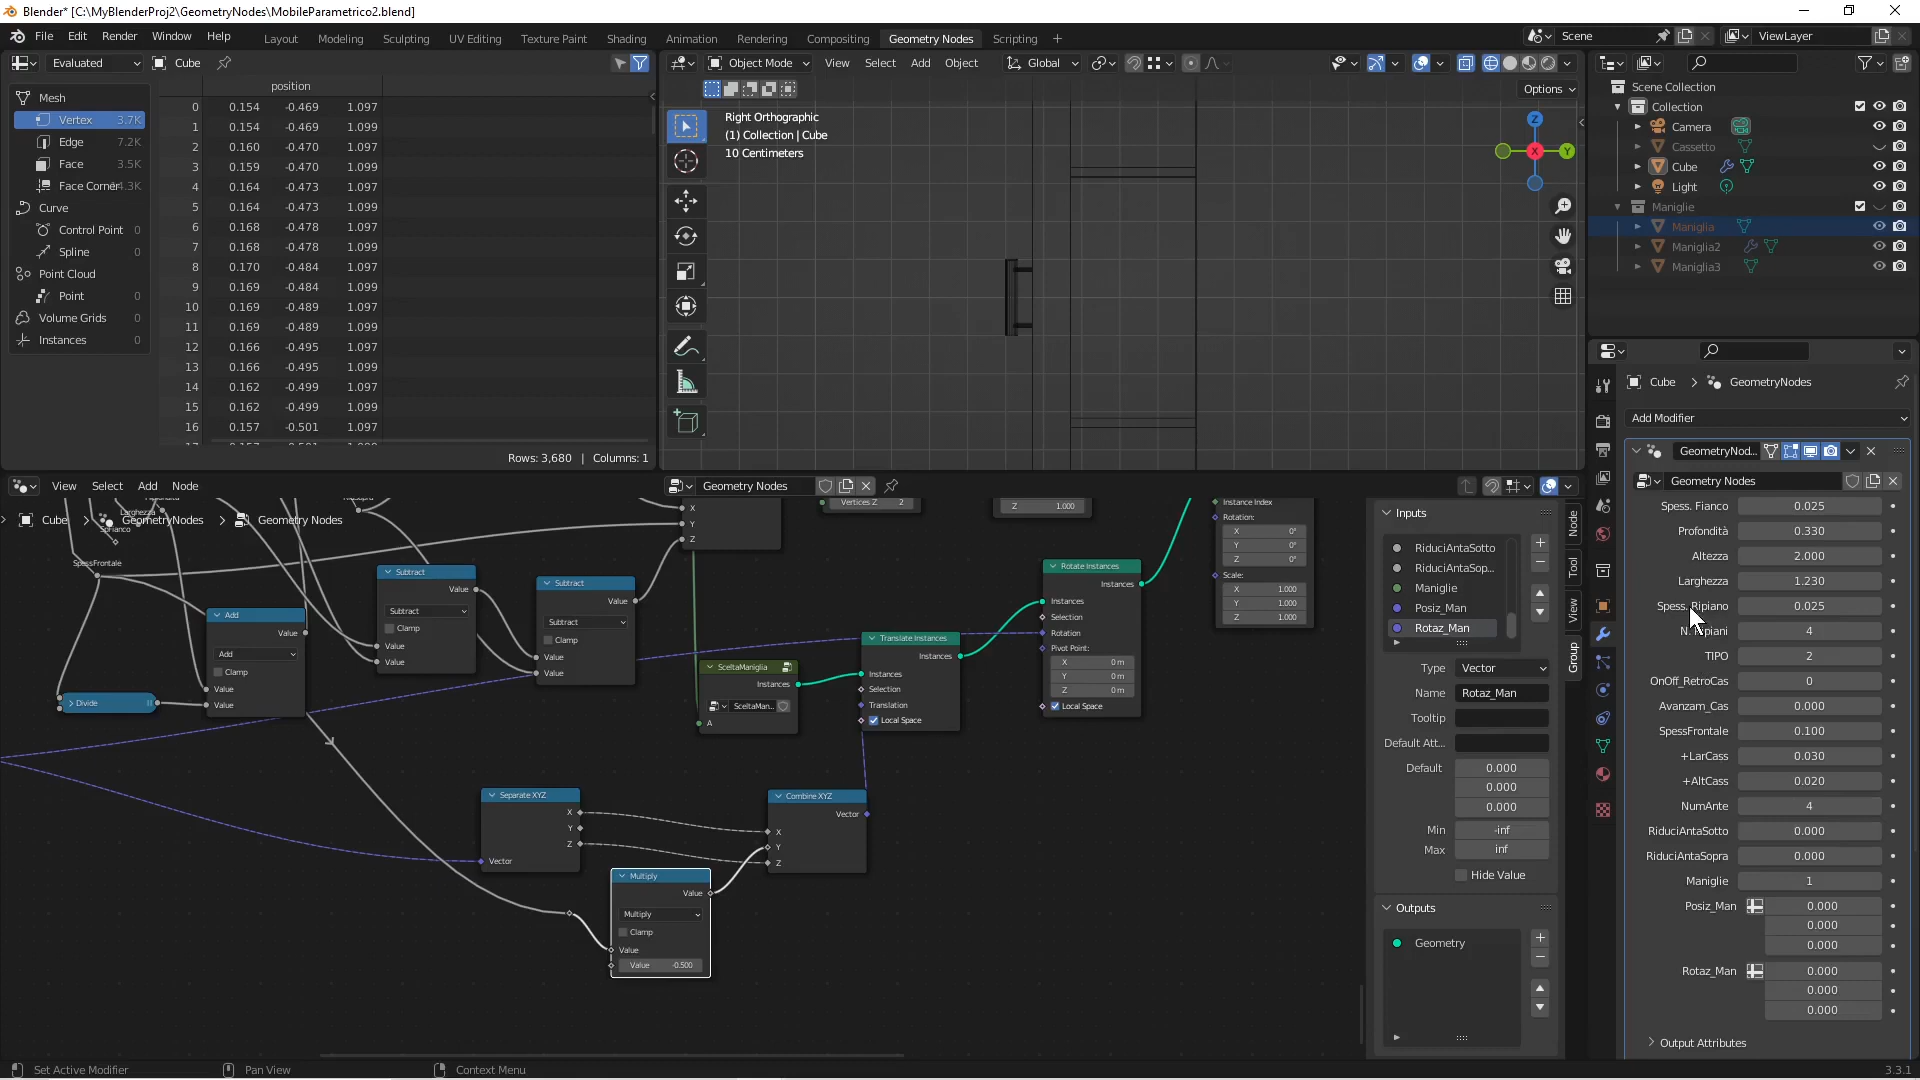 Blender* [C:\MyBlenderProj2\GeometryNodes\MobileParametrico2.blend]
File Edit Render Window Help Layout Modeling Sculpting UV Editing Texture Paint Shading Animation Rendering Compositing Geometry Nodes Scripting + Scene ViewLayer
Evaluated Cube
position
Mesh
Vertex 3.7K
Edge 7.2K
Face 3.5K
Face Corner
Curve
Control Point 0
Spline 0
Point Cloud
Point 0
Volume Grids 0
Instances 0
0 0.154 -0.469 1.097
1 0.154 -0.469 1.099
2 0.160 -0.470 1.097
3 0.159 -0.470 1.099
4 0.164 -0.473 1.097
5 0.164 -0.473 1.099
6 0.168 -0.478 1.097
7 0.168 -0.478 1.099
8 0.170 -0.484 1.097
9 0.169 -0.484 1.099
10 0.169 -0.489 1.097
11 0.169 -0.489 1.099
12 0.166 -0.495 1.097
13 0.166 -0.495 1.099
14 0.162 -0.499 1.097
15 0.162 -0.499 1.099
16 0.157 -0.501 1.097
Rows: 3,680 | Columns: 1
Object Mode View Select Add Object Global
Options
Right Orthographic
(1) Collection | Cube
10 Centimeters
Z
X
Y
Scene Collection
Collection
Camera
Cassetto
Cube
Light
Maniglie
Maniglia
Maniglia2
Maniglia3
Cube > GeometryNodes
Add Modifier
GeometryNod...
Geometry Nodes
Spess. Fianco 0.025
Profondità 0.330
Altezza 2.000
Larghezza 1.230
Spess. Ripiano 0.025
N. Ripiani 4
TIPO 2
OnOff_RetroCas 0
Avanzam_Cas 0.000
SpessFrontale 0.100
+LarCass 0.030
+AltCass 0.020
NumAnte 4
RiduciAntaSotto 0.000
RiduciAntaSopra 0.000
Maniglie 1
Posiz_Man 0.000
0.000
0.000
Rotaz_Man 0.000
0.000
0.000
Output Attributes
View Select Add Node
Geometry Nodes
Cube > GeometryNodes > Geometry Nodes
SpessFrontale
Divide
Add
Value
Add
Clamp
Value
Value
Subtract
Value
Subtract
Clamp
Value
Value
Subtract
Value
Subtract
Clamp
Value
Value
X
Y
Z
Vertices Z 2
Z 1.000
SceltaManiglia
Instances
SceltaMan...
A
Translate Instances
Instances
Instances
Selection
Translation
Local Space
Rotate Instances
Instances
Instances
Selection
Rotation
Pivot Point:
X 0 m
Y 0 m
Z 0 m
Local Space
Instance Index
Rotation:
X 0°
Y 0°
Z 0°
Scale:
X 1.000
Y 1.000
Z 1.000
Separate XYZ
X
Y
Z
Vector
Combine XYZ
Vector
X
Y
Z
Multiply
Value
Multiply
Clamp
Value
Value -0.500
Inputs
RiduciAntaSotto
RiduciAntaSop...
Maniglie
Posiz_Man
Rotaz_Man
Type Vector
Name Rotaz_Man
Tooltip
Default Att...
Default 0.000
0.000
0.000
Min -inf
Max inf
Hide Value
Outputs
Geometry
Node
Tool
View
Group
Set Active Modifier Pan View Context Menu
3.3.1